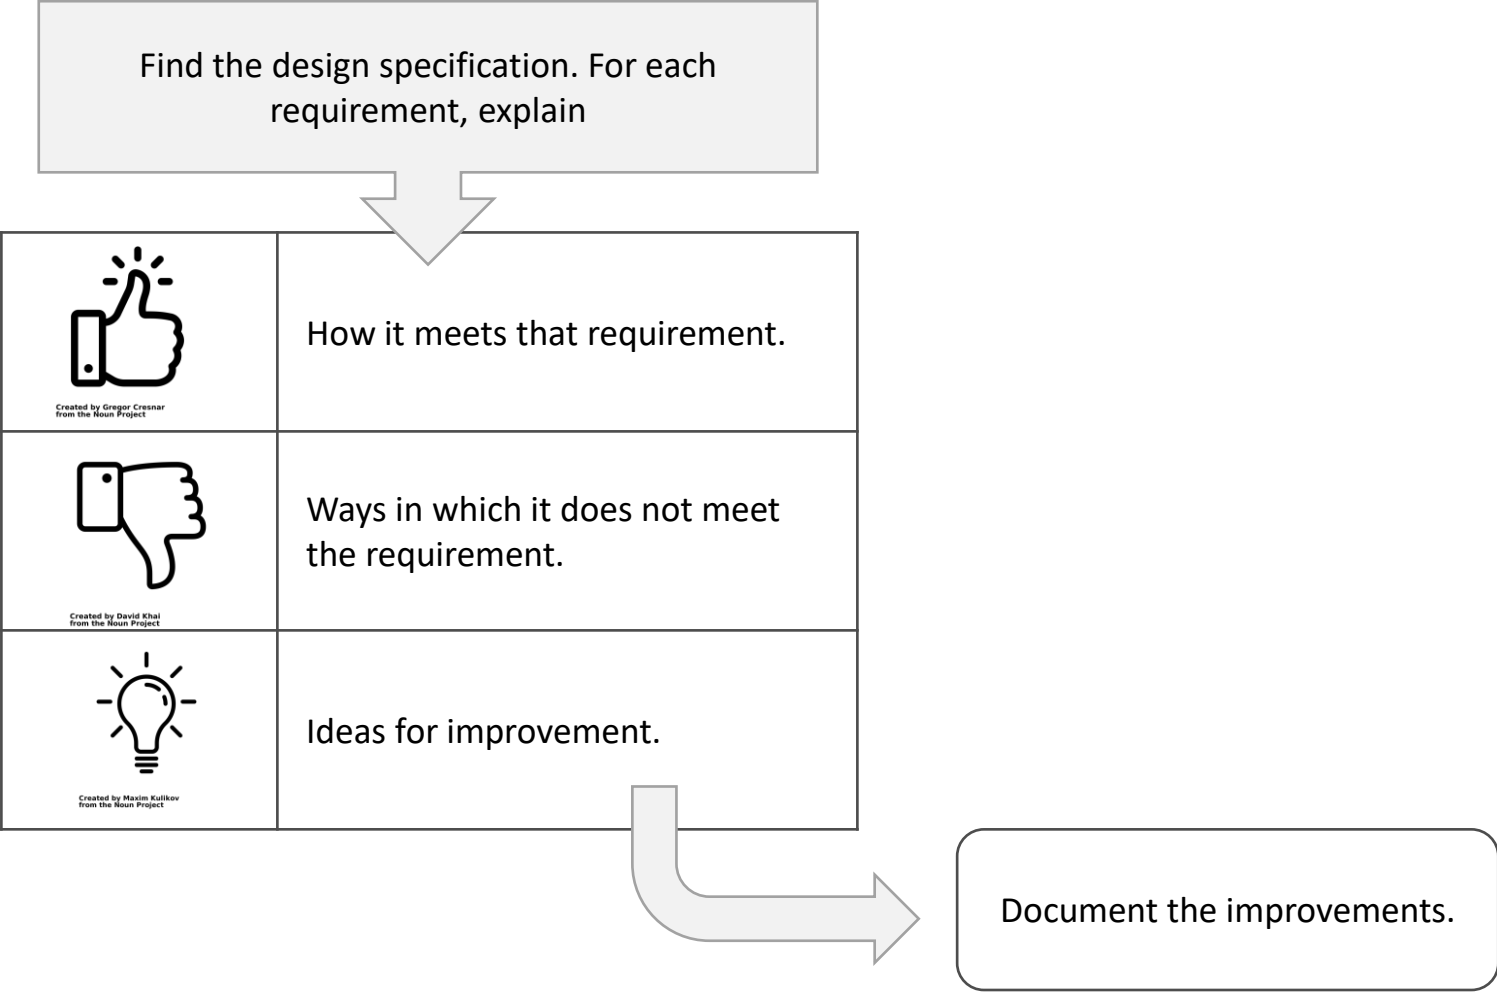 Find the design specification. For each
requirement, explain
How it meets that requirement.
Created by Gregor Cresnar
from the Noun Project
Ways in which it does not meet
the requirement.
Created by David Khai
from the Noun Project
Ideas for improvement.
Created by Maxim Kulikov
from the Noun Project
Document the improvements.